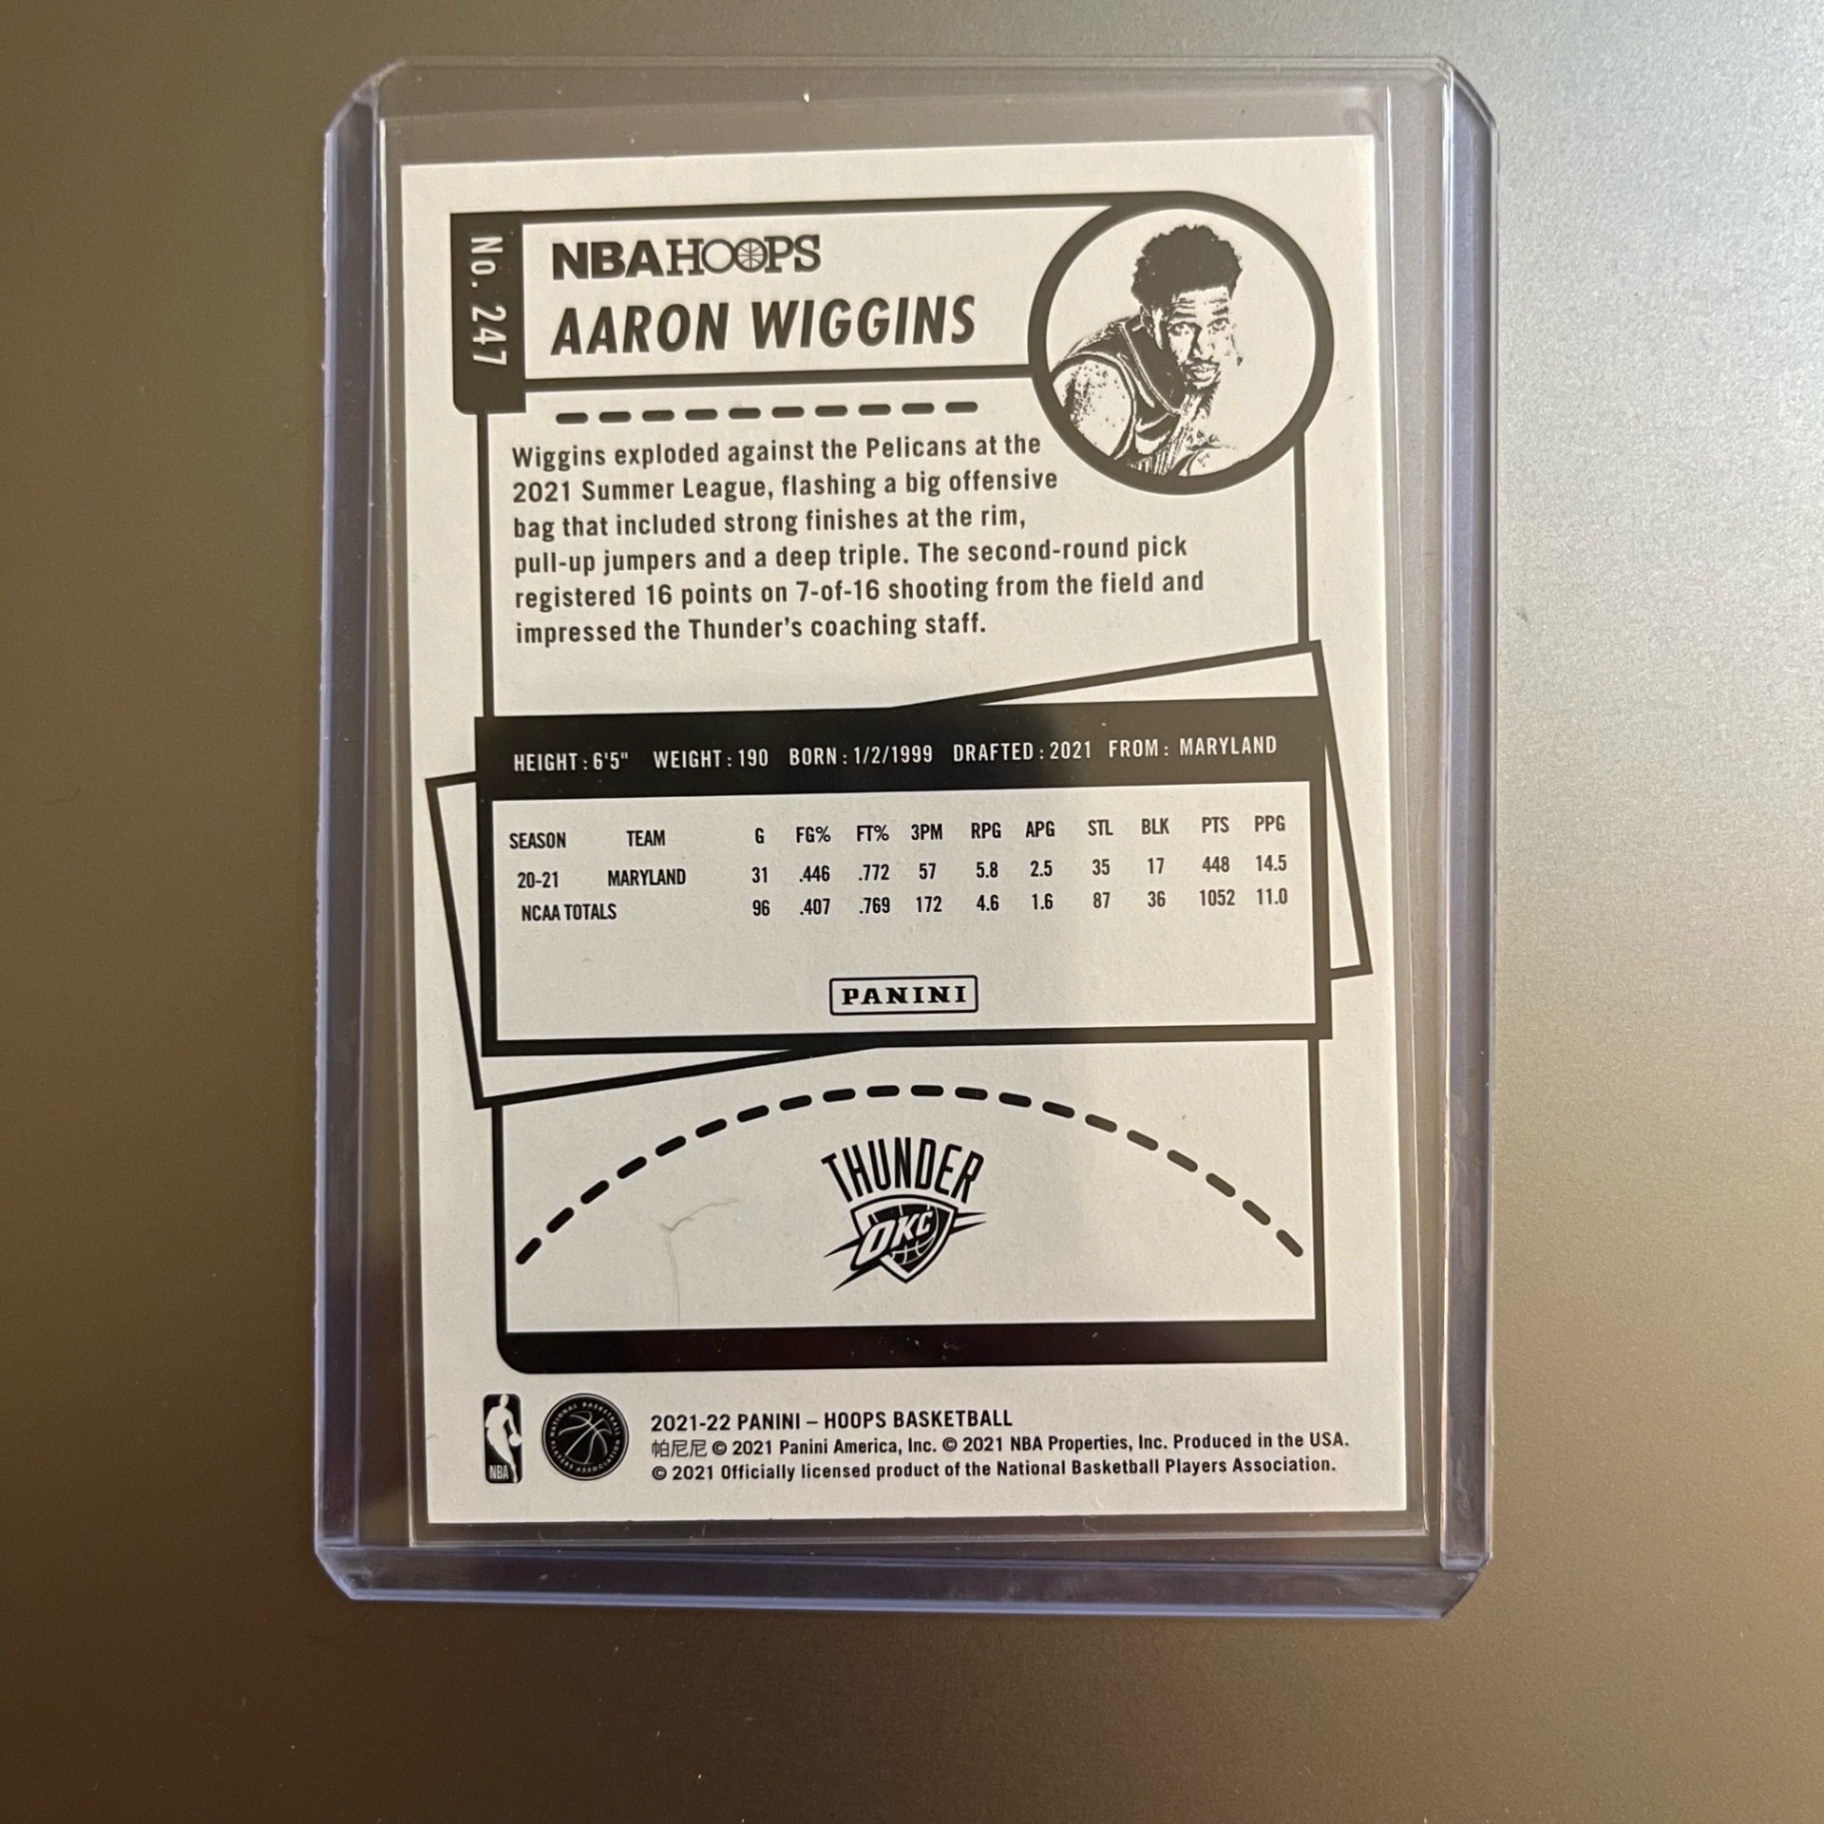 No. 247
NBA HOOPS
AARON WIGGINS
Wiggins exploded against the Pelicans at the
2021 Summer League, flashing a big offensive
bag that included strong finishes at the rim,
pull-up jumpers and a deep triple. The second-round pick
registered 16 points on 7-of-16 shooting from the field and
impressed the Thunder's coaching staff.
HEIGHT: 6'5" WEIGHT: 190 BORN: 1/2/1999 DRAFTED: 2021 FROM: MARYLAND
SEASON TEAM G FG% FT% 3PM RPG APG STL BLK PTS PPG
20-21 MARYLAND 31 .446 .772 57 5.8 2.5 35 17 448 14.5
NCAA TOTALS 96 .407 .769 172 4.6 1.6 87 36 1052 11.0
PANINI
THUNDER
OKC
NBA
NATIONAL BASKETBALL PLAYERS ASSOCIATION
2021-22 PANINI – HOOPS BASKETBALL
帕尼尼 © 2021 Panini America, Inc. © 2021 NBA Properties, Inc. Produced in the USA.
© 2021 Officially licensed product of the National Basketball Players Association.